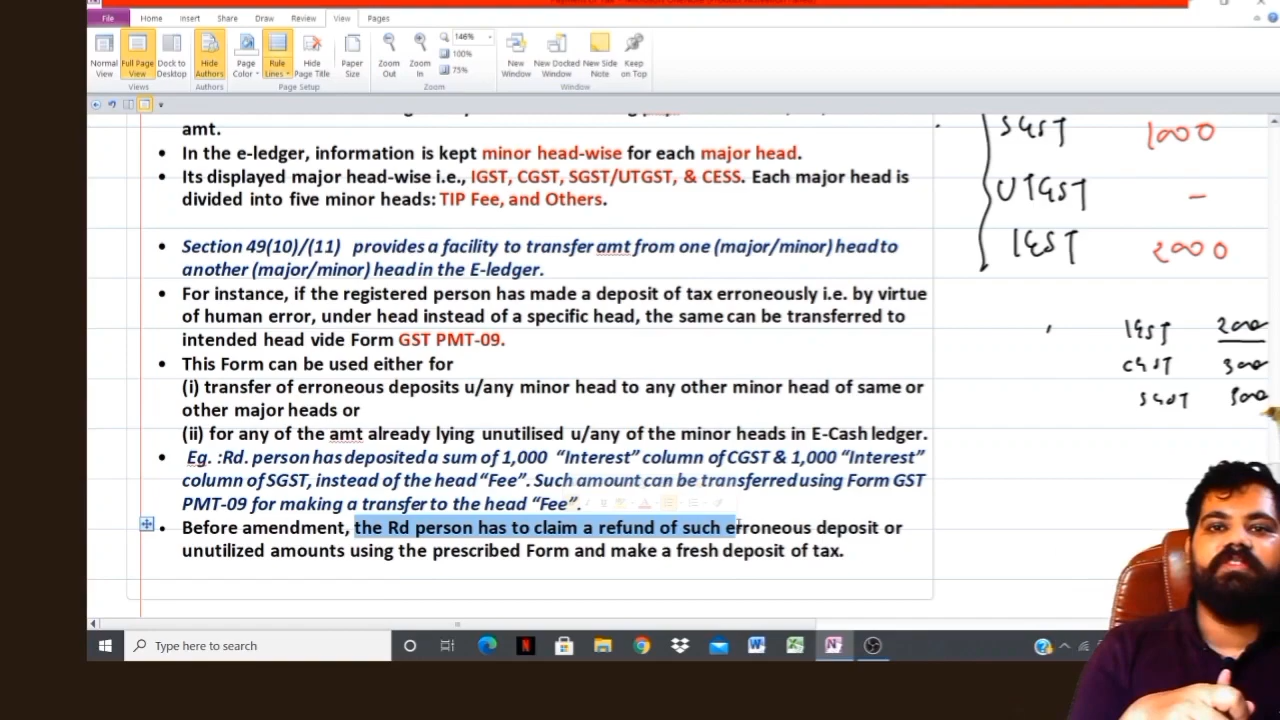 File Home Insert Share Draw Review View Pages
Normal View
Full Page View
Dock to Desktop
Hide Authors
Page Color
Rule Lines
Hide Page Title
Paper Size
Zoom Out
Zoom In
146%
100%
75%
New Window
New Docked Window
New Side Note
Keep on Top
Views Authors Page Setup Zoom Window
amt.
• In the e-ledger, information is kept minor head-wise for each major head.
• Its displayed major head-wise i.e., IGST, CGST, SGST/UTGST, & CESS. Each major head is
divided into five minor heads: TIP Fee, and Others.
• Section 49(10)/(11) provides a facility to transfer amt from one (major/minor) head to
another (major/minor) head in the E-ledger.
• For instance, if the registered person has made a deposit of tax erroneously i.e. by virtue
of human error, under head instead of a specific head, the same can be transferred to
intended head vide Form GST PMT-09.
• This Form can be used either for
(i) transfer of erroneous deposits u/any minor head to any other minor head of same or
other major heads or
(ii) for any of the amt already lying unutilised u/any of the minor heads in E-Cash ledger.
• Eg. :Rd. person has deposited a sum of 1,000 “Interest” column of CGST & 1,000 “Interest”
column of SGST, instead of the head “Fee”. Such amount can be transferred using Form GST
PMT-09 for making a transfer to the head “Fee”.
• Before amendment, the Rd person has to claim a refund of such erroneous deposit or
unutilized amounts using the prescribed Form and make a fresh deposit of tax.
SGST 1000
UTGST -
IGST 2000
IGST 2000
CGST
SGST
Type here to search